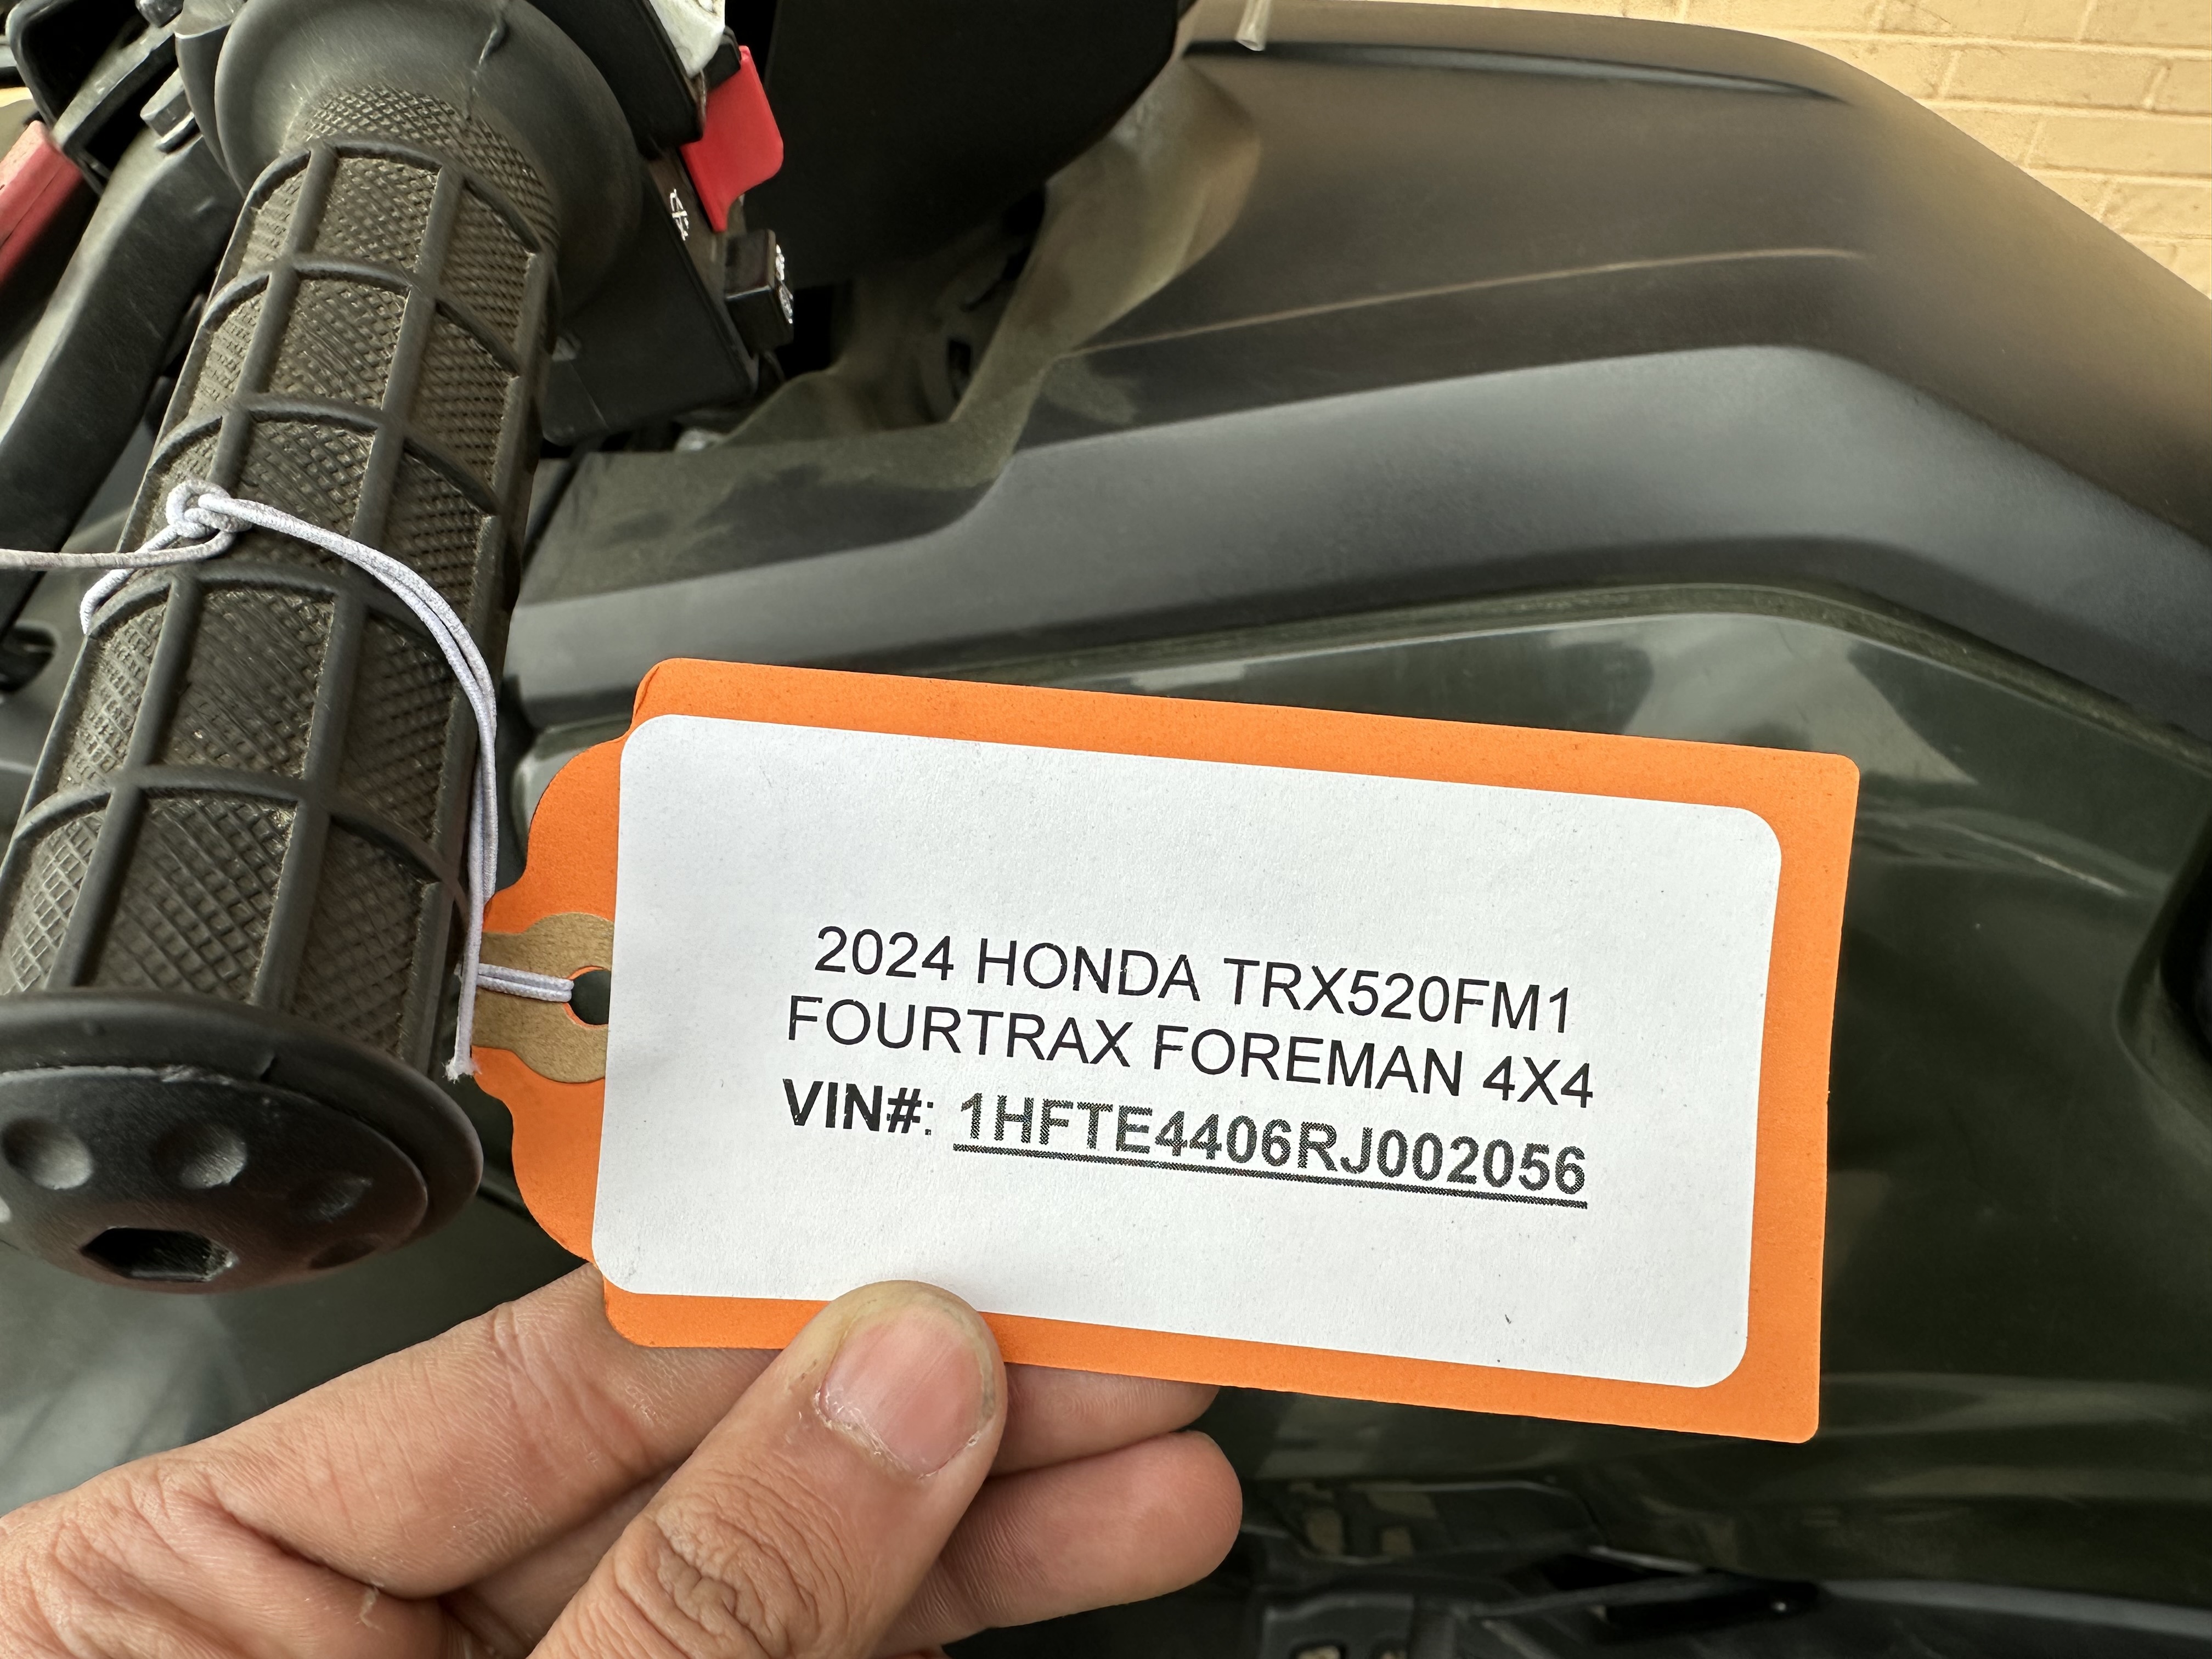 2024 HONDA TRX520FM1
FOURTRAX FOREMAN 4X4
VIN#: 1HFTE4406RJ002056